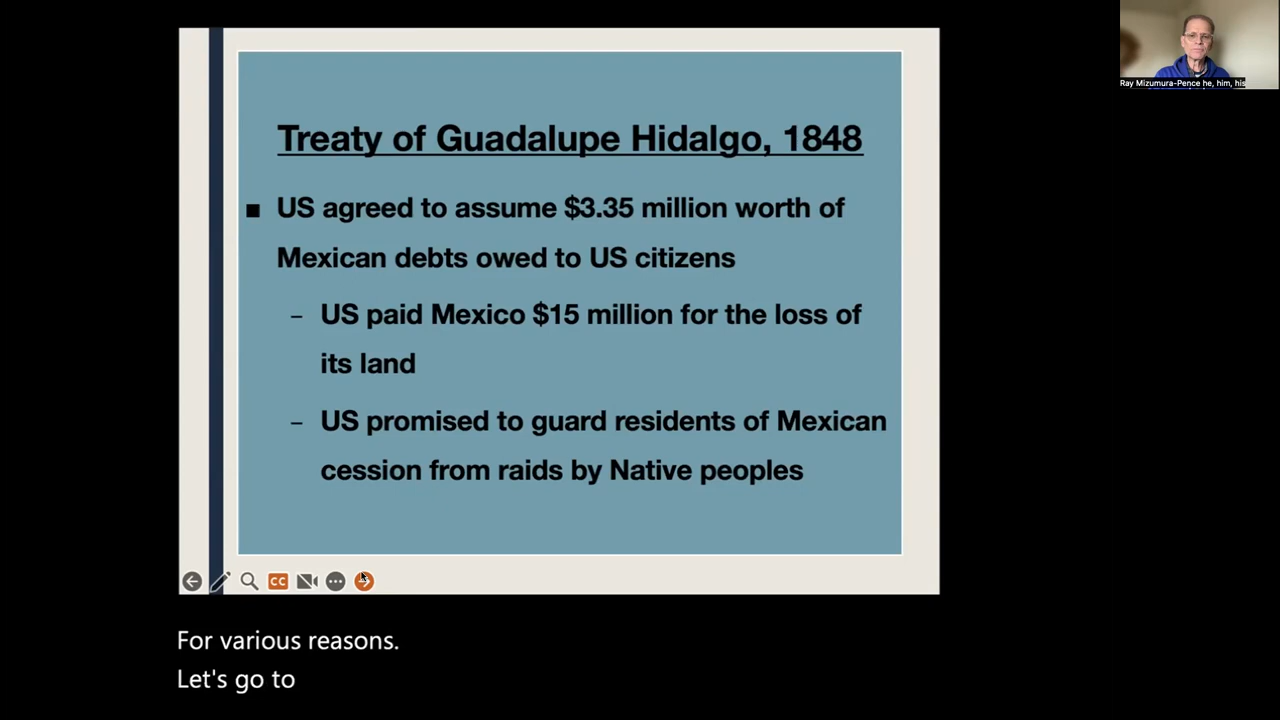 Treaty of Guadalupe Hidalgo, 1848
■ US agreed to assume $3.35 million worth of
Mexican debts owed to US citizens
– US paid Mexico $15 million for the loss of
its land
– US promised to guard residents of Mexican
cession from raids by Native peoples
CC
For various reasons.
Let's go to
Ray Mizumura-Pence he, him, his